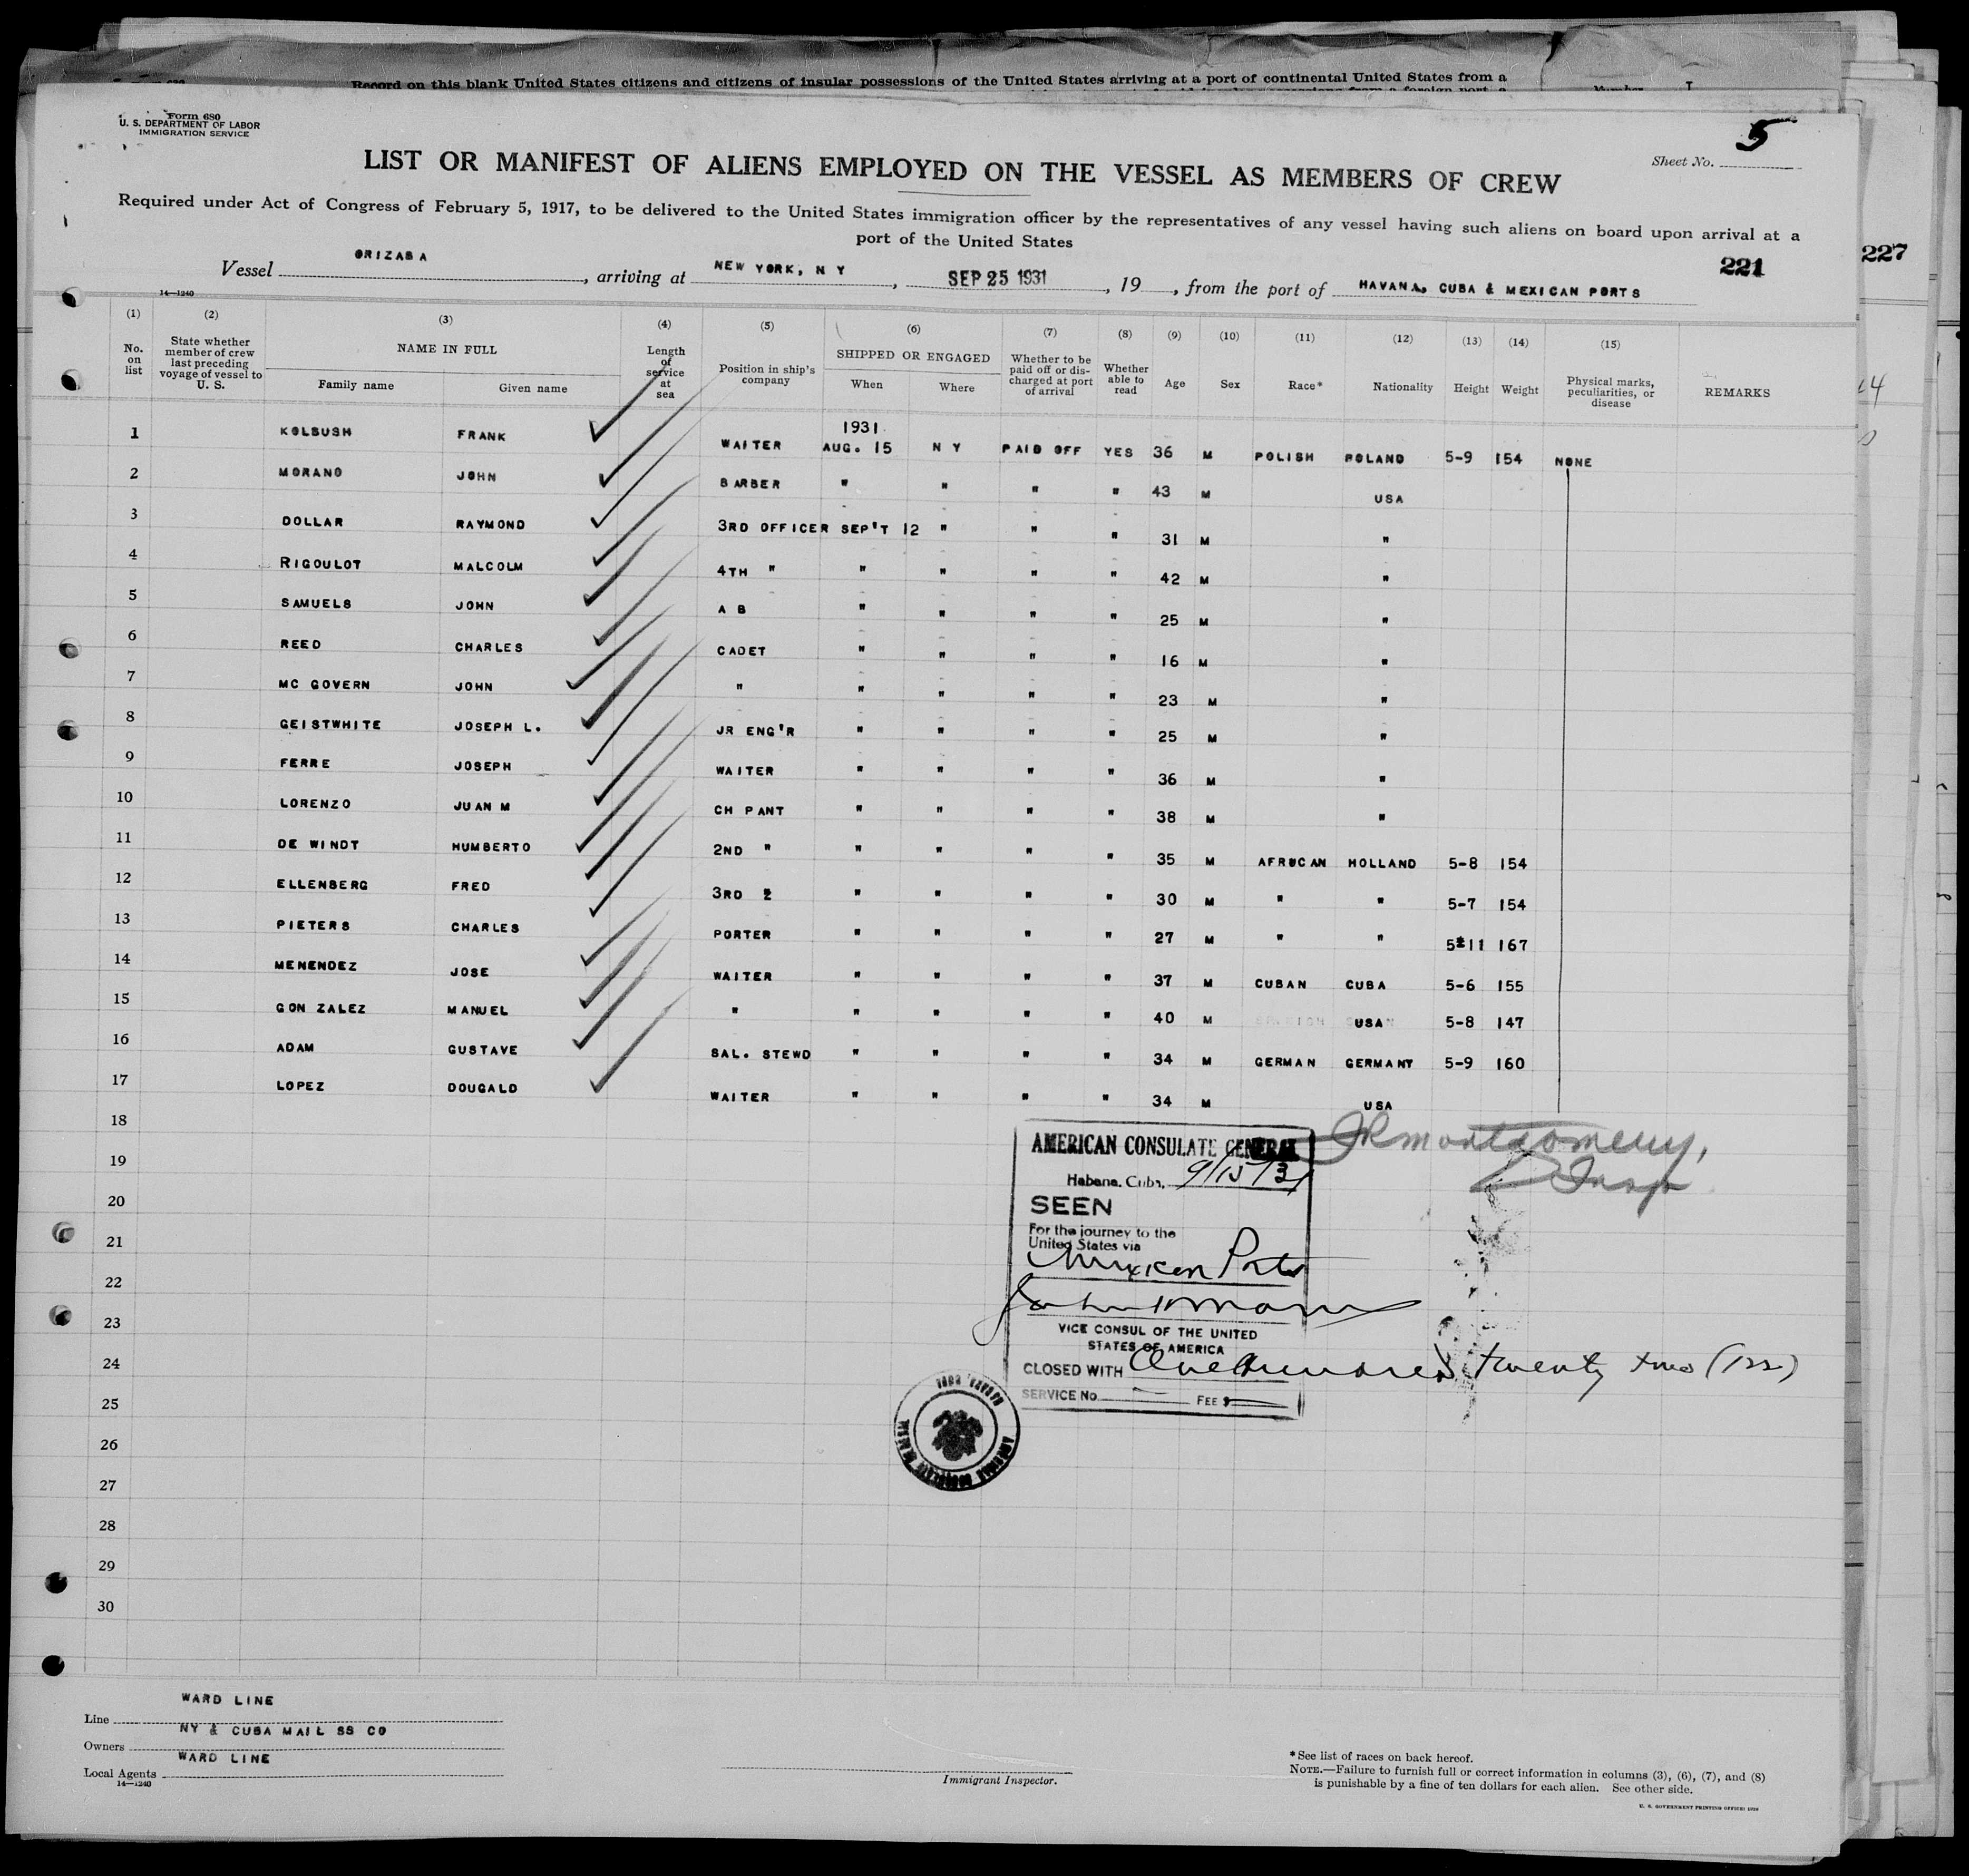 Record on this blank United States citizens and citizens of insular possessions of the United States arriving at a port of continental United States from a
Form 680
U. S. DEPARTMENT OF LABOR
IMMIGRATION SERVICE
5
Sheet No.
LIST OR MANIFEST OF ALIENS EMPLOYED ON THE VESSEL AS MEMBERS OF CREW
Required under Act of Congress of February 5, 1917, to be delivered to the United States immigration officer by the representatives of any vessel having such aliens on board upon arrival at a
port of the United States
221
227
Vessel ORIZABA, arriving at NEW YORK, N Y, SEP 25 1931, 19, from the port of HAVANA, CUBA & MEXICAN PORTS
14—1240
(1) (2) (3) (4) (5) (6) (7) (8) (9) (10) (11) (12) (13) (14) (15)
No. on list
State whether member of crew last preceding voyage of vessel to U. S.
NAME IN FULL
Family name Given name
Length of service at sea
Position in ship's company
SHIPPED OR ENGAGED
When Where
Whether to be paid off or discharged at port of arrival
Whether able to read
Age Sex Race* Nationality Height Weight
Physical marks, peculiarities, or disease
REMARKS
1931
1 KOLSUSH FRANK WAITER AUG. 15 N Y PAID OFF YES 36 M POLISH POLAND 5-9 154 NONE
2 MORANO JOHN BARBER " " " " 43 M USA
3 DOLLAR RAYMOND 3RD OFFICER SEP'T 12 " " " 31 M "
4 RIGOULOT MALCOLM 4TH " " " " " 42 M "
5 SAMUELS JOHN A B " " " " 25 M "
6 REED CHARLES CADET " " " " 16 M "
7 MC GOVERN JOHN " " " " " 23 M "
8 GEISTWHITE JOSEPH L. JR ENG'R " " " " 25 M "
9 FERRE JOSEPH WAITER " " " " 36 M "
10 LORENZO JUAN M CH PANT " " " " 38 M "
11 DE WINDT HUMBERTO 2ND " " " " " 35 M AFRICAN HOLLAND 5-8 154
12 ELLENBERG FRED 3RD " " " " " 30 M " " 5-7 154
13 PIETERS CHARLES PORTER " " " " 27 M " " 5-11 167
14 MENENDEZ JOSE WAITER " " " " 37 M CUBAN CUBA 5-6 155
15 GON ZALEZ MANUEL " " " " " 40 M USA 5-8 147
16 ADAM GUSTAVE SAL. STEWD " " " " 34 M GERMAN GERMANY 5-9 160
17 LOPEZ DOUGALD WAITER " " " " 34 M USA
18
19
20
21
22
23
24
25
26
27
28
29
30
AMERICAN CONSULATE GENERAL
Habana, Cuba, 9/15/31
SEEN
For the journey to the
United States via
Mexican Ports
VICE CONSUL OF THE UNITED
STATES OF AMERICA
CLOSED WITH One hundred twenty two (122)
SERVICE No. FEE $
JR Montgomery,
Insp
Line WARD LINE
Owners NY & CUBA MAIL SS CO
Local Agents WARD LINE
14—1240
Immigrant Inspector.
*See list of races on back hereof.
NOTE.—Failure to furnish full or correct information in columns (3), (6), (7), and (8)
is punishable by a fine of ten dollars for each alien. See other side.